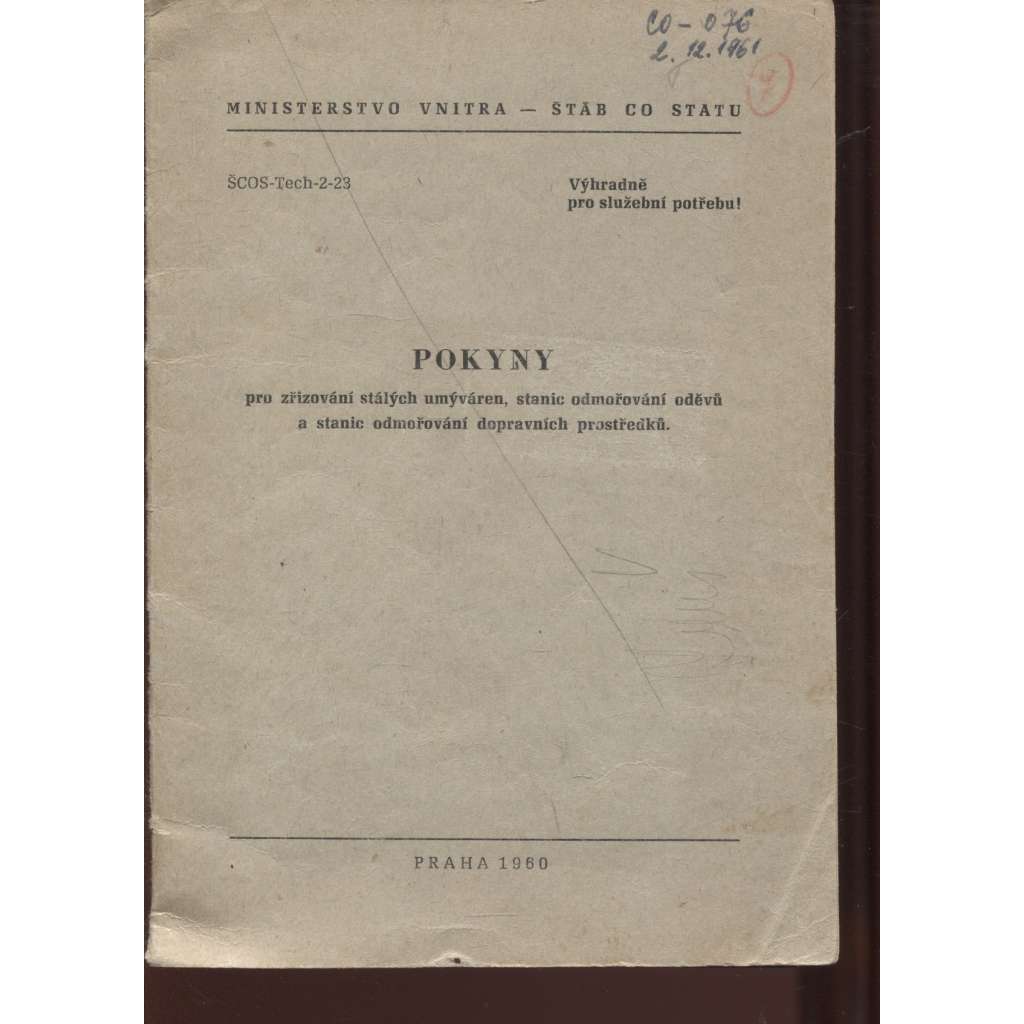 CO - 076
2. 12. 1961
MINISTERSTVO VNITRA — ŠTÁB CO STATU
ŠCOS-Tech-2-23
Výhradně
pro služební potřebu!
POKYNY
pro zřizování stálých umýváren, stanic odmořování oděvů
a stanic odmořování dopravních prostředků.
PRAHA 1960